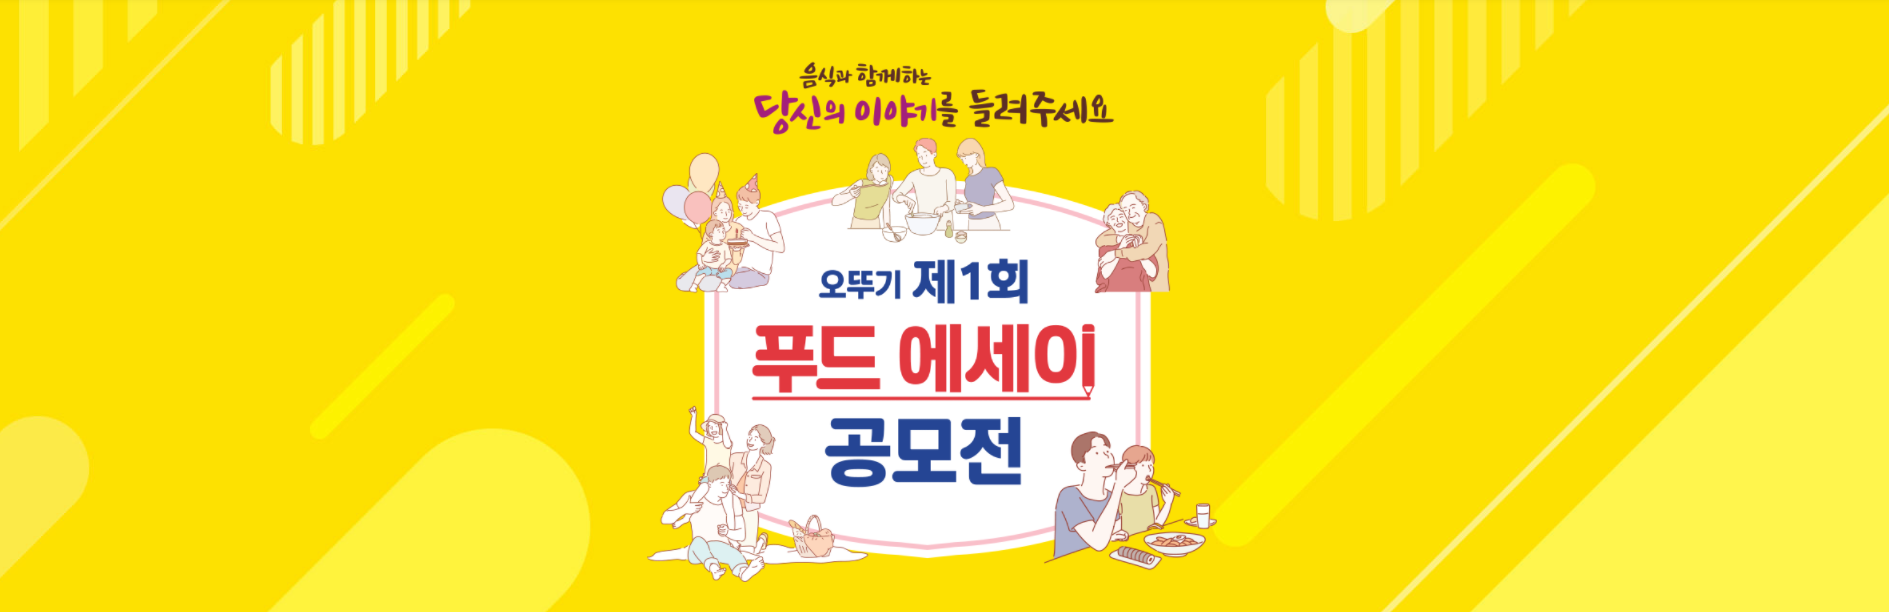 음식과 함께하는
당신의 이야기를 들려주세요
오뚜기 제1회
푸드 에세이
공모전